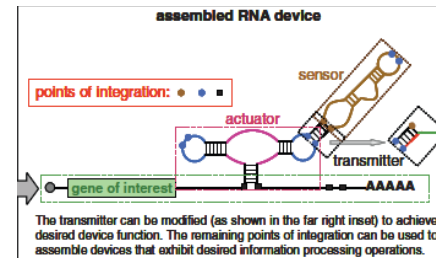 assembled RNA device
sensor
points of integration:
actuator
transmitter
gene of interest
AAAAA
The transmitter can be modified (as shown in the far right inset) to achieve
desired device function. The remaining points of integration can be used to
assemble devices that exhibit desired information processing operations.